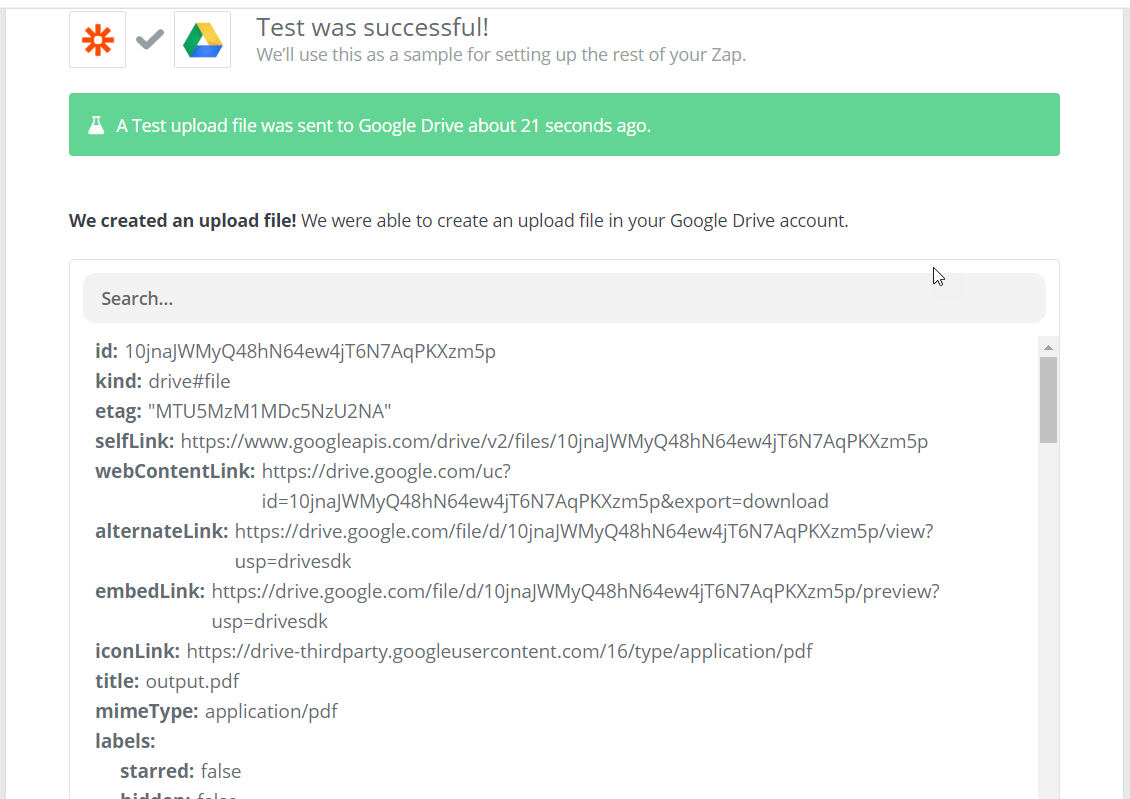 Test was successful!
We’ll use this as a sample for setting up the rest of your Zap.
A Test upload file was sent to Google Drive about 21 seconds ago.
We created an upload file! We were able to create an upload file in your Google Drive account.
Search...
id: 10jnaJWMyQ48hN64ew4jT6N7AqPKXzm5p
kind: drive#file
etag: "MTU5MzM1MDc5NzU2NA"
selfLink: https://www.googleapis.com/drive/v2/files/10jnaJWMyQ48hN64ew4jT6N7AqPKXzm5p
webContentLink: https://drive.google.com/uc?
id=10jnaJWMyQ48hN64ew4jT6N7AqPKXzm5p&export=download
alternateLink: https://drive.google.com/file/d/10jnaJWMyQ48hN64ew4jT6N7AqPKXzm5p/view?
usp=drivesdk
embedLink: https://drive.google.com/file/d/10jnaJWMyQ48hN64ew4jT6N7AqPKXzm5p/preview?
usp=drivesdk
iconLink: https://drive-thirdparty.googleusercontent.com/16/type/application/pdf
title: output.pdf
mimeType: application/pdf
labels:
starred: false
hidden: false